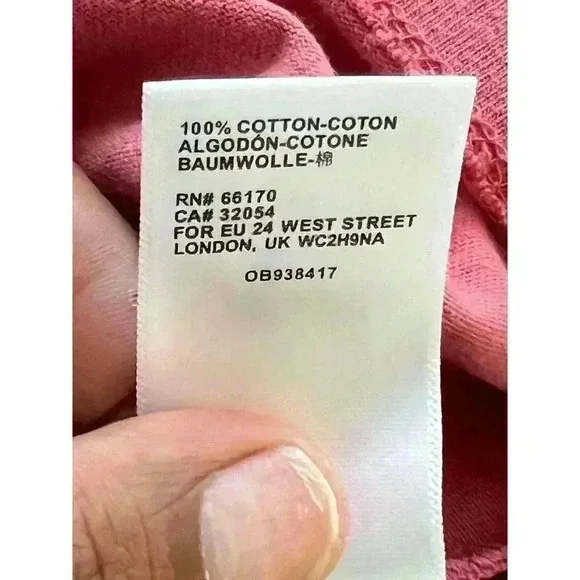 100% COTTON-COTON
ALGODÓN-COTONE
BAUMWOLLE-棉
RN# 66170
CA# 32054
FOR EU 24 WEST STREET
LONDON, UK WC2H9NA
OB938417